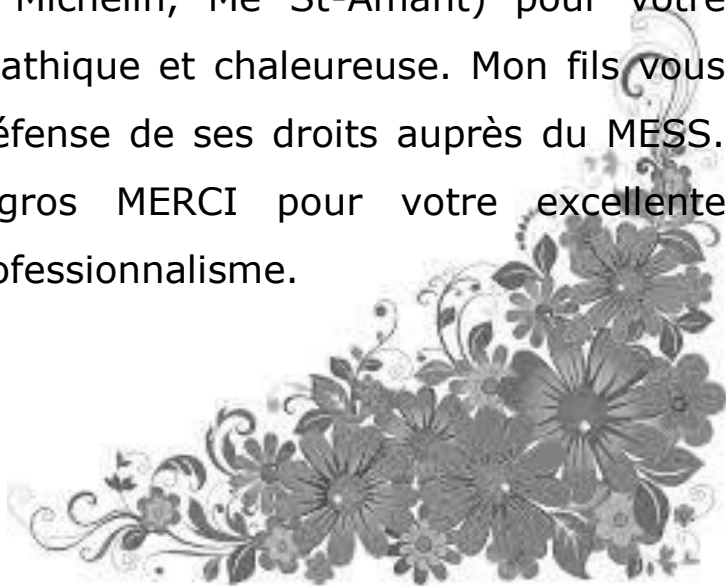 Michelin, Me St-Amant) pour votre
athique et chaleureuse. Mon fils vous
éfense de ses droits auprès du MESS.
gros MERCI pour votre excellente
ofessionnalisme.